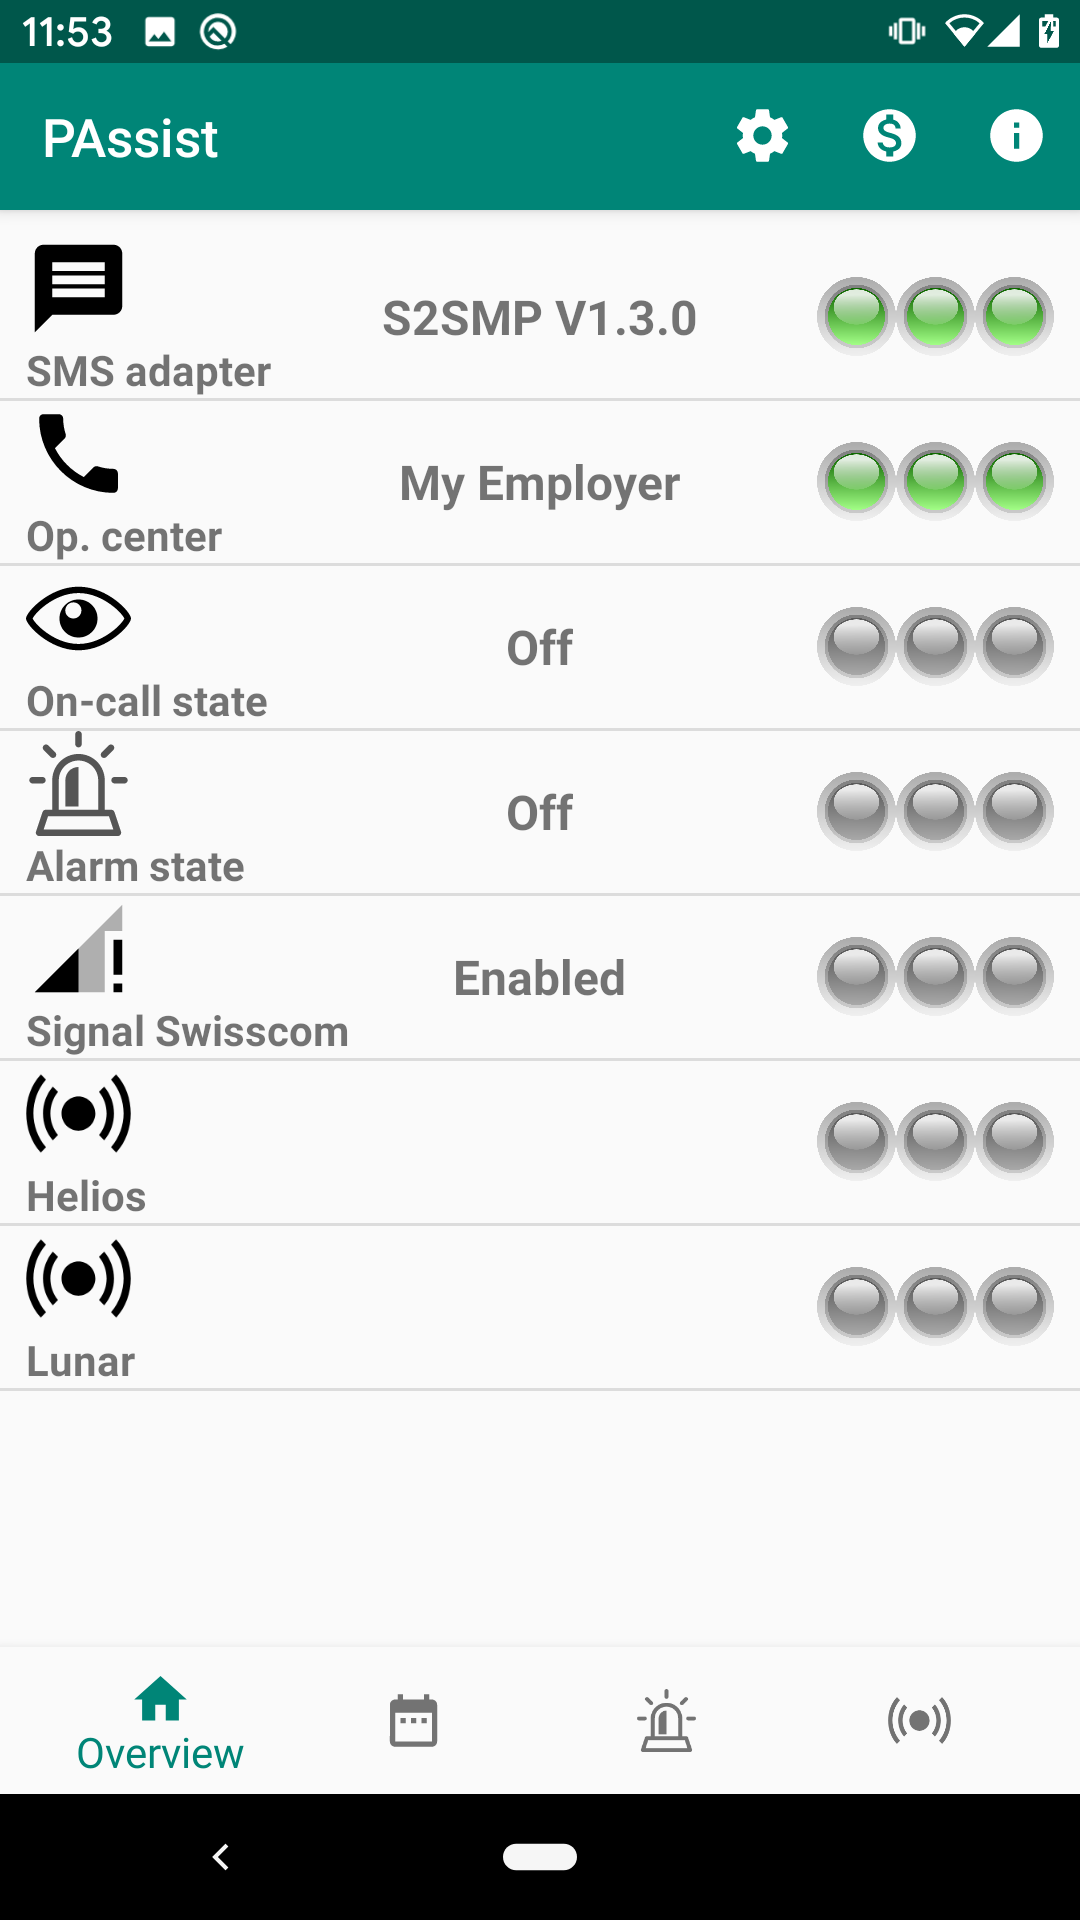 11:53
PAssist
S2SMP V1.3.0
SMS adapter
My Employer
Op. center
Off
On-call state
Off
Alarm state
Enabled
Signal Swisscom
Helios
Lunar
Overview